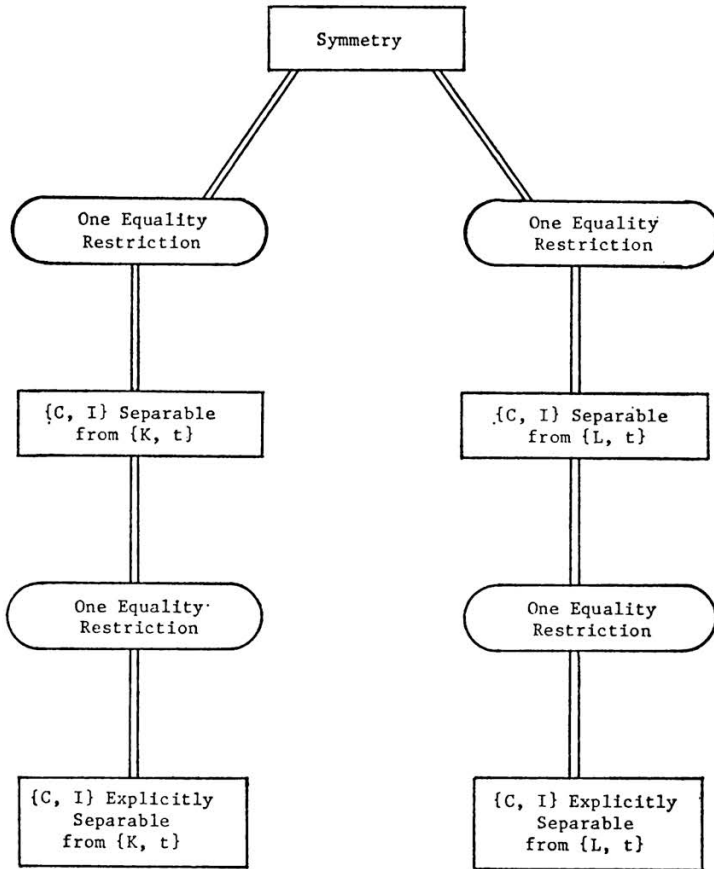 Symmetry
One Equality
Restriction
One Equality
Restriction
{C, I} Separable
from {K, t}
{C, I} Separable
from {L, t}
One Equality
Restriction
One Equality
Restriction
{C, I} Explicitly
Separable
from {K, t}
{C, I} Explicitly
Separable
from {L, t}